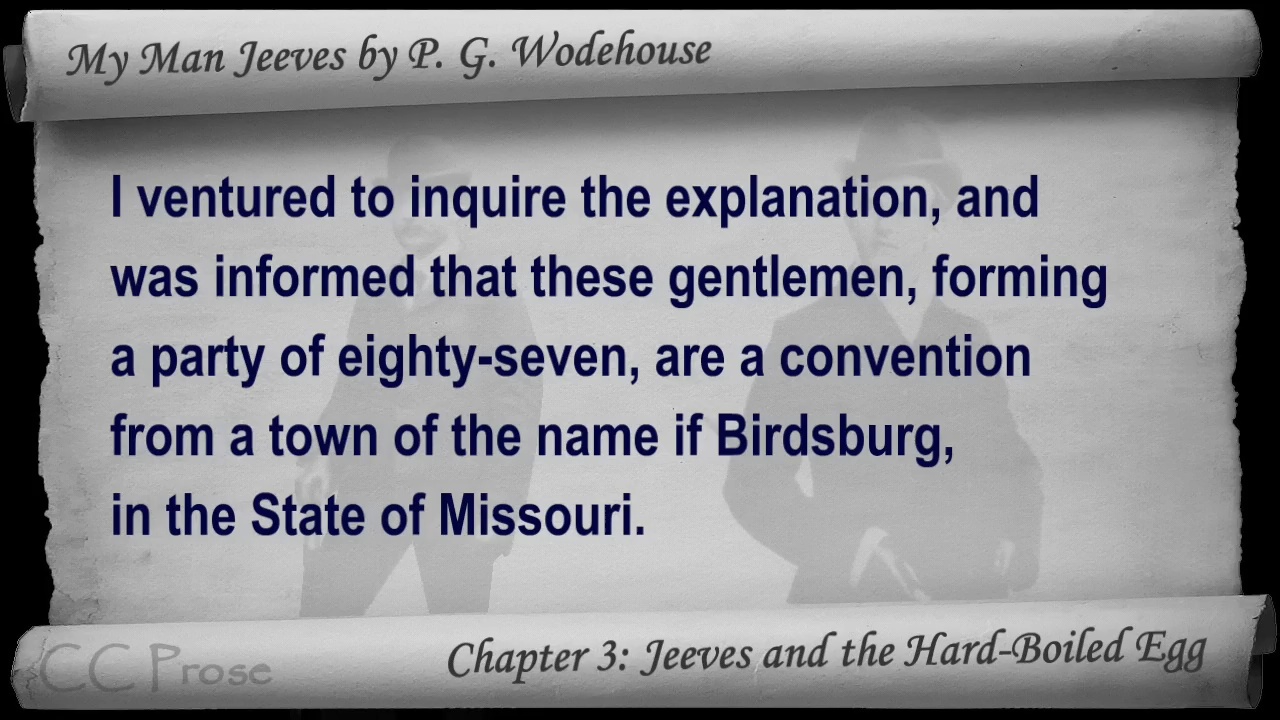 My Man Jeeves by P. G. Wodehouse
I ventured to inquire the explanation, and
was informed that these gentlemen, forming
a party of eighty-seven, are a convention
from a town of the name if Birdsburg,
in the State of Missouri.
CC Prose
Chapter 3: Jeeves and the Hard-Boiled Egg